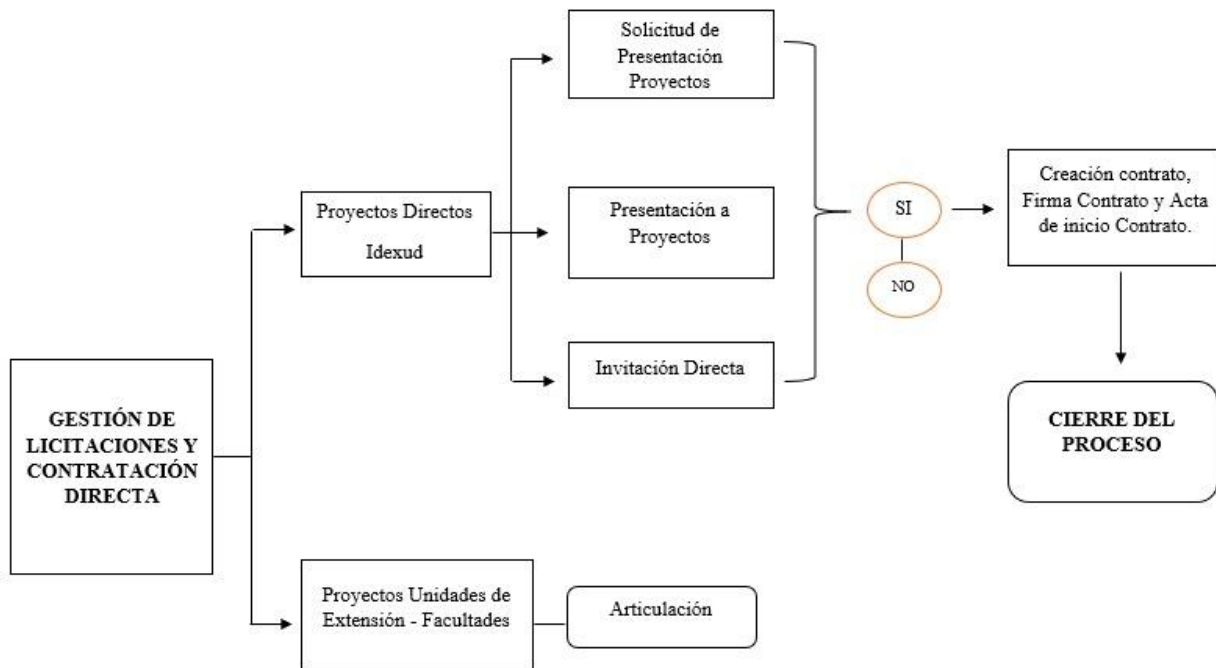 Solicitud de
Presentación
Proyectos
Proyectos Directos
Idexud
Presentación a
Proyectos
Invitación Directa
SI
NO
Creación contrato,
Firma Contrato y Acta
de inicio Contrato.
CIERRE DEL
PROCESO
GESTIÓN DE
LICITACIONES Y
CONTRATACIÓN
DIRECTA
Proyectos Unidades de
Extensión - Facultades
Articulación